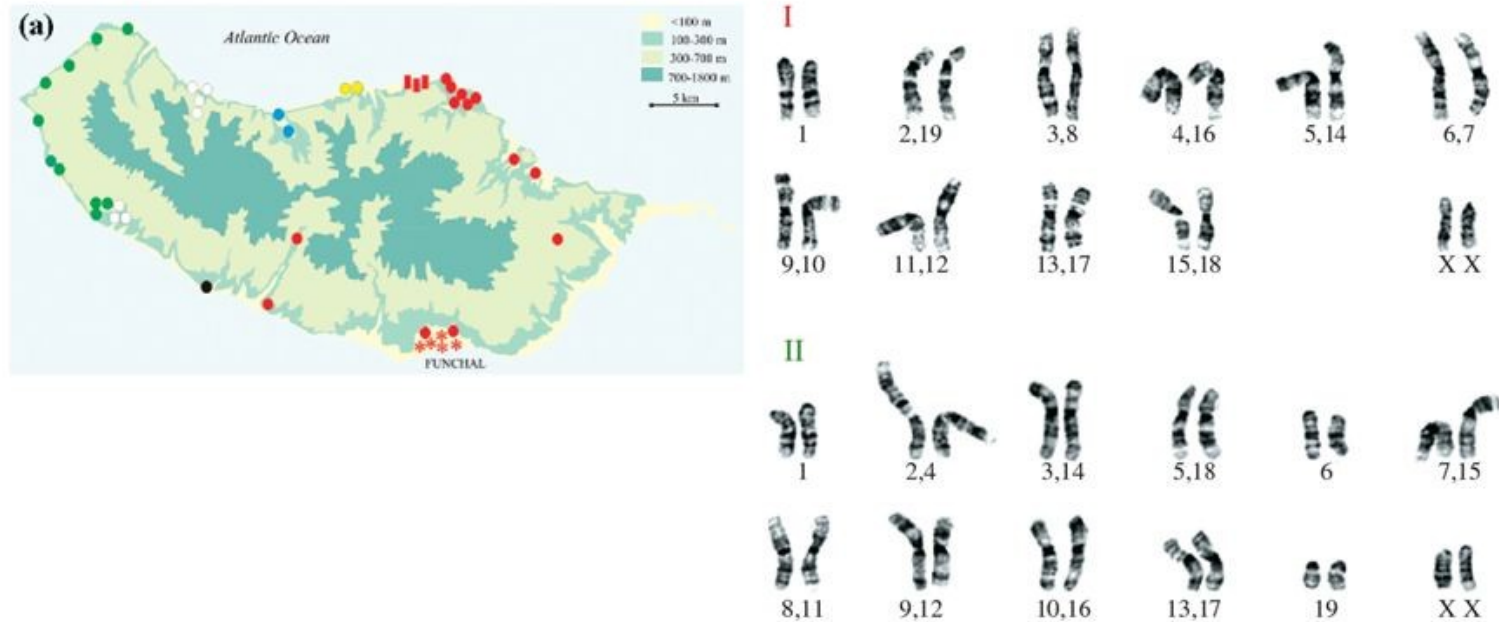 (a)
Atlantic Ocean
<100 m
100-300 m
300-700 m
700-1800 m
5 km
FUNCHAL
I
1 2,19 3,8 4,16 5,14 6,7
9,10 11,12 13,17 15,18 X X
II
1 2,4 3,14 5,18 6 7,15
8,11 9,12 10,16 13,17 19 X X